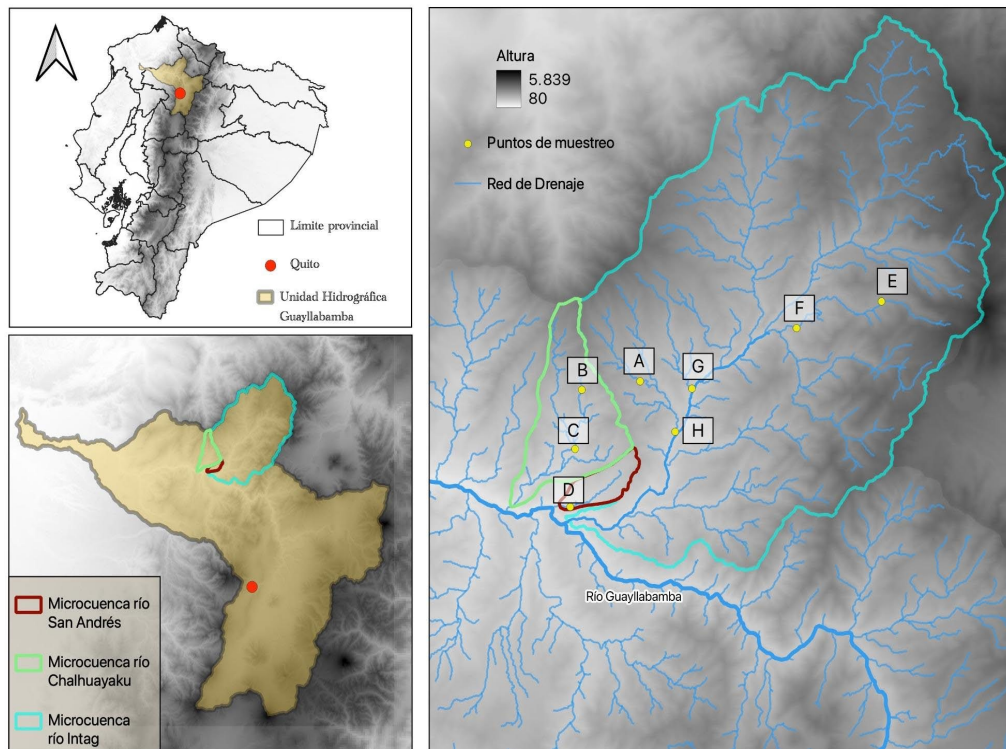 Límite provincial
Quito
Unidad Hidrográfica
Guayllabamba
Microcuenca río
San Andrés
Microcuenca río
Chalhuayaku
Microcuenca
río Intag
Altura
5.839
80
Puntos de muestreo
Red de Drenaje
E
F
A
B
G
C
H
D
Río Guayllabamba